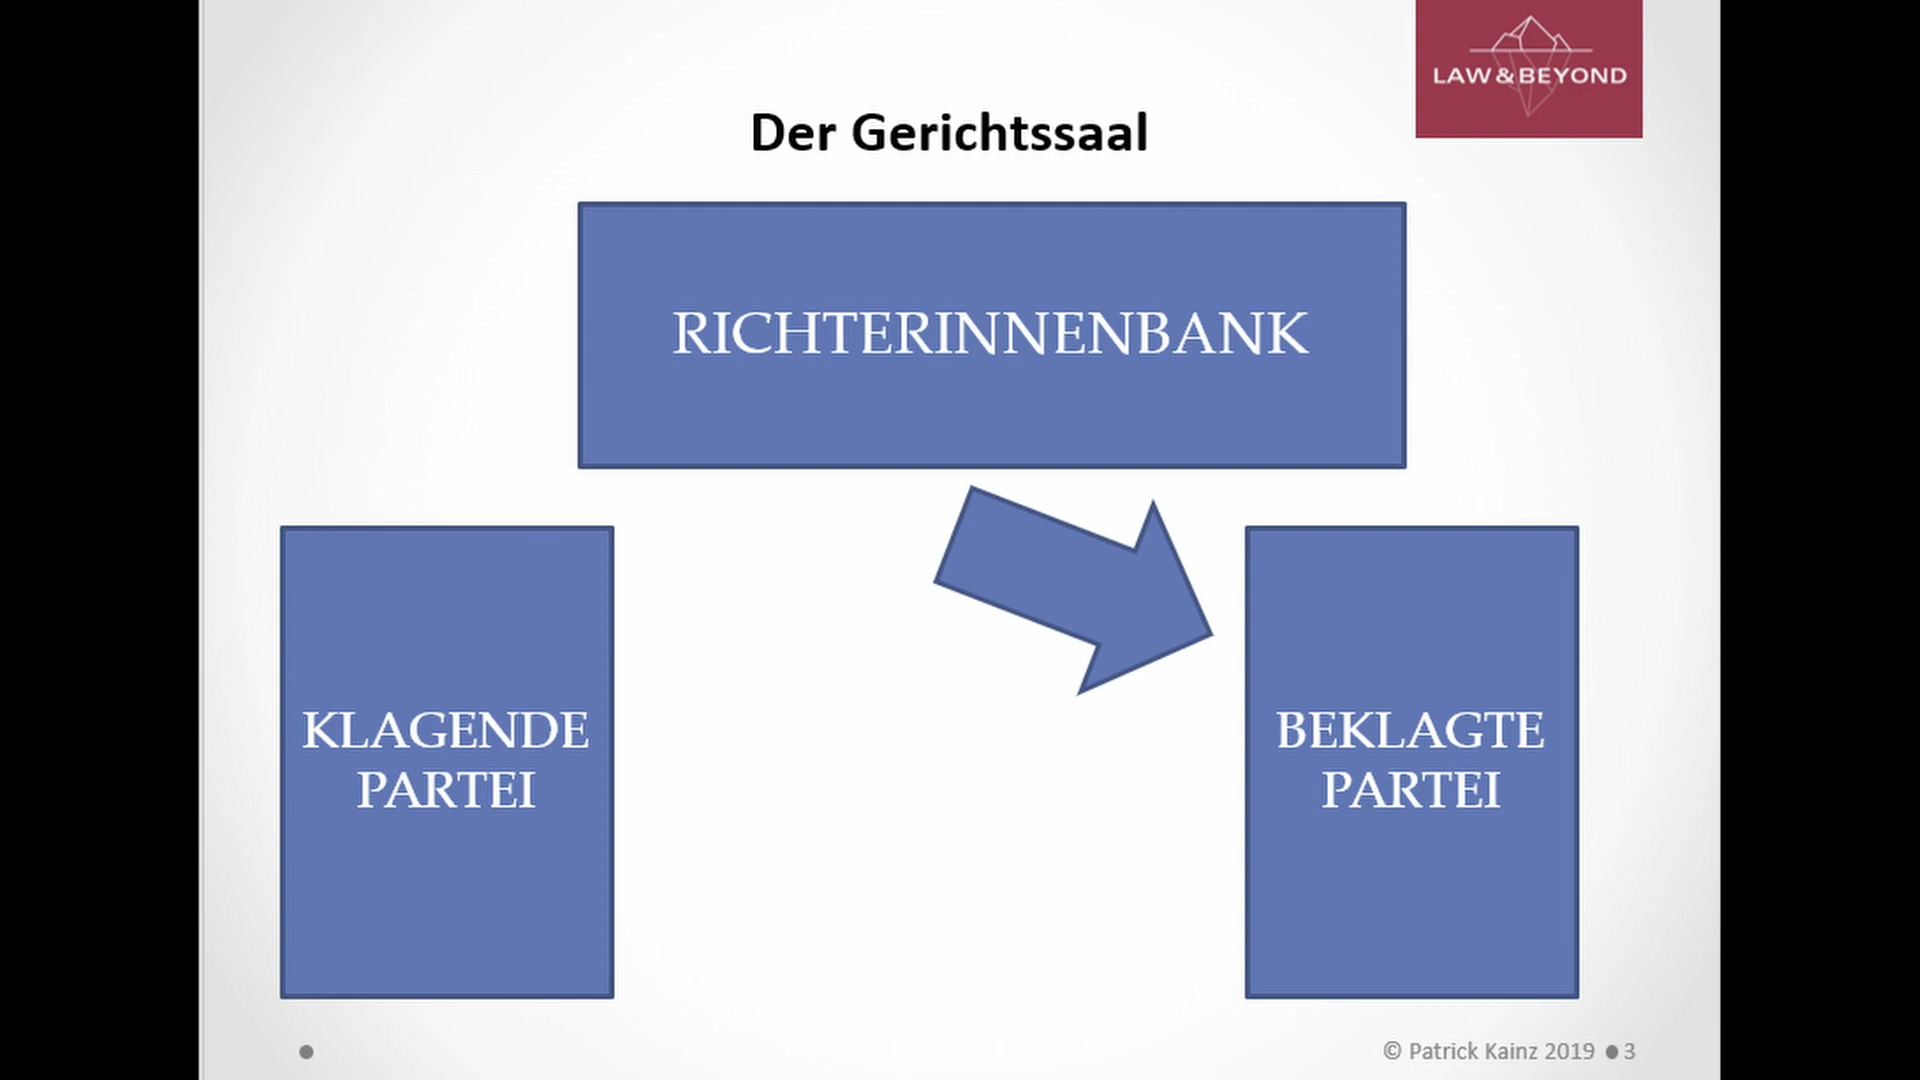 LAW & BEYOND
Der Gerichtssaal
RICHTERINNENBANK
KLAGENDE
PARTEI
BEKLAGTE
PARTEI
© Patrick Kainz 2019 ● 3